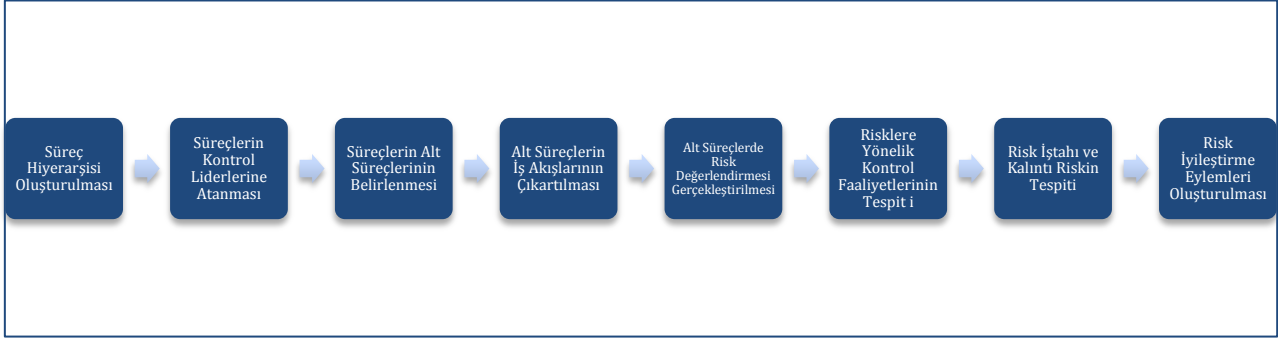 Süreç
Hiyerarşisi
Oluşturulması
Süreçlerin
Kontrol
Liderlerine
Atanması
Süreçlerin Alt
Süreçlerinin
Belirlenmesi
Alt Süreçlerin
İş Akışlarının
Çıkartılması
Alt Süreçlerde
Risk
Değerlendirmesi
Gerçekleştirilmesi
Risklere
Yönelik
Kontrol
Faaliyetlerinin
Tespit i
Risk İştahı ve
Kalıntı Riskin
Tespiti
Risk
İyileştirme
Eylemleri
Oluşturulması